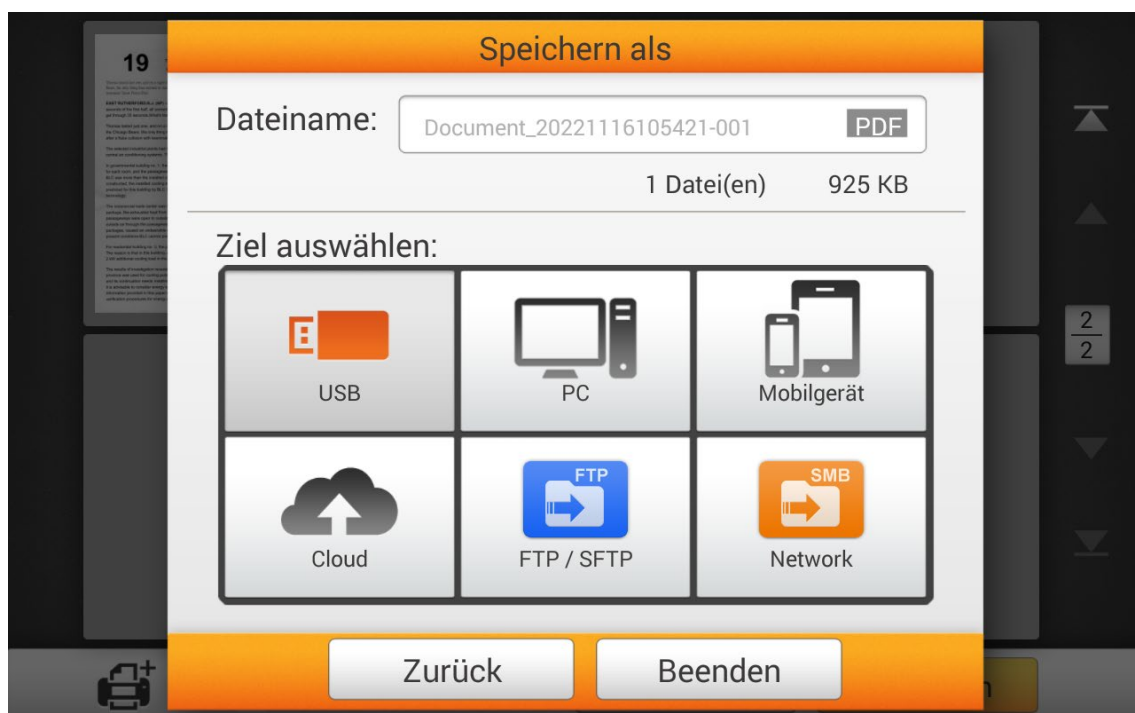 Speichern als
19
Dateiname:
Document_20221116105421-001
PDF
1 Datei(en) 925 KB
Ziel auswählen:
USB
PC
Mobilgerät
FTP
SMB
Cloud
FTP / SFTP
Network
2
2
Zurück
Beenden
n